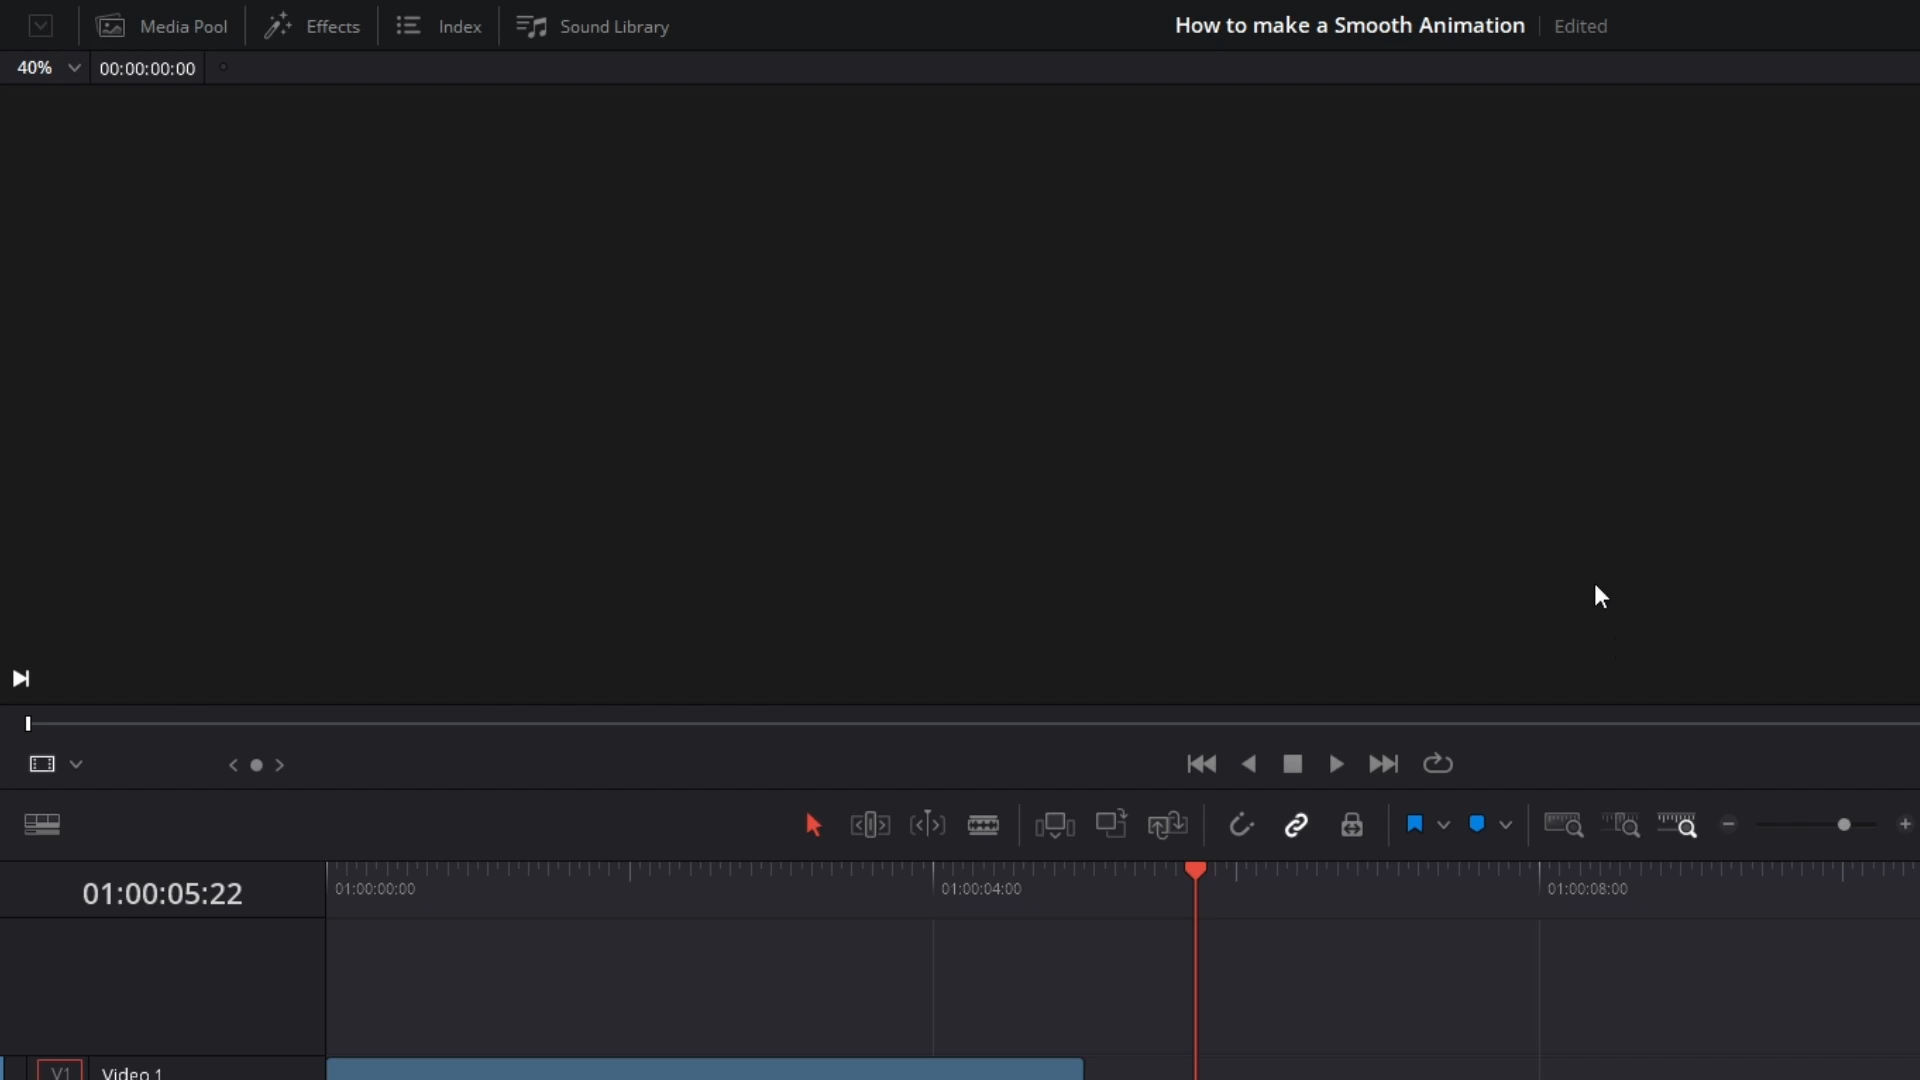 Media Pool Effects Index Sound Library How to make a Smooth Animation Edited
40% 00:00:00:00
01:00:05:22 01:00:00:00 01:00:04:00 01:00:08:00
V1 Video 1